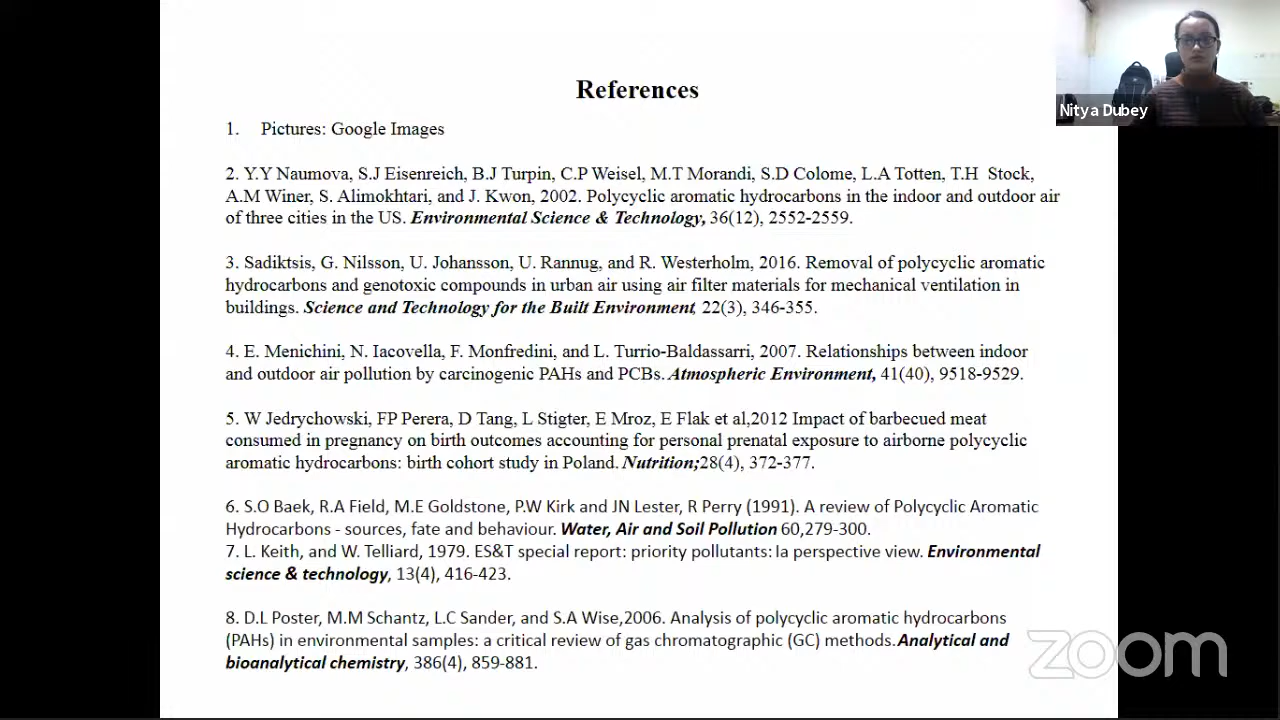 References
Nitya Dubey
1. Pictures: Google Images
2. Y.Y Naumova, S.J Eisenreich, B.J Turpin, C.P Weisel, M.T Morandi, S.D Colome, L.A Totten, T.H Stock,
A.M Winer, S. Alimokhtari, and J. Kwon, 2002. Polycyclic aromatic hydrocarbons in the indoor and outdoor air
of three cities in the US. Environmental Science & Technology, 36(12), 2552-2559.
3. Sadiktsis, G. Nilsson, U. Johansson, U. Rannug, and R. Westerholm, 2016. Removal of polycyclic aromatic
hydrocarbons and genotoxic compounds in urban air using air filter materials for mechanical ventilation in
buildings. Science and Technology for the Built Environment, 22(3), 346-355.
4. E. Menichini, N. Iacovella, F. Monfredini, and L. Turrio-Baldassarri, 2007. Relationships between indoor
and outdoor air pollution by carcinogenic PAHs and PCBs. Atmospheric Environment, 41(40), 9518-9529.
5. W Jedrychowski, FP Perera, D Tang, L Stigter, E Mroz, E Flak et al,2012 Impact of barbecued meat
consumed in pregnancy on birth outcomes accounting for personal prenatal exposure to airborne polycyclic
aromatic hydrocarbons: birth cohort study in Poland. Nutrition;28(4), 372-377.
6. S.O Baek, R.A Field, M.E Goldstone, P.W Kirk and JN Lester, R Perry (1991). A review of Polycyclic Aromatic
Hydrocarbons - sources, fate and behaviour. Water, Air and Soil Pollution 60,279-300.
7. L. Keith, and W. Telliard, 1979. ES&T special report: priority pollutants: Ia perspective view. Environmental
science & technology, 13(4), 416-423.
8. D.L Poster, M.M Schantz, L.C Sander, and S.A Wise,2006. Analysis of polycyclic aromatic hydrocarbons
(PAHs) in environmental samples: a critical review of gas chromatographic (GC) methods. Analytical and
bioanalytical chemistry, 386(4), 859-881.
zoom